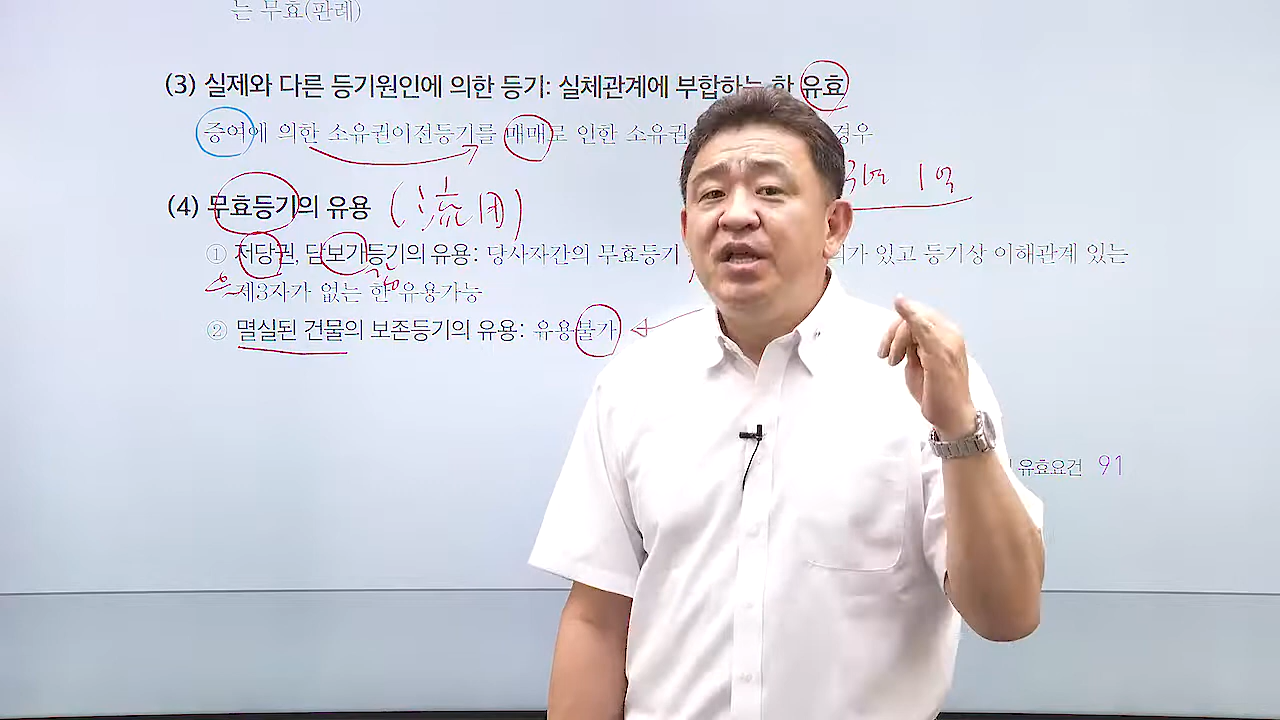 는 무효(판례)
(3) 실제와 다른 등기원인에 의한 등기: 실체관계에 부합하는 한 유효
증여에 의한 소유권이전등기를 매매로 인한 소유권 경우
1억
(4) 무효등기의 유용 (流用)
① 저당권, 담보가등기의 유용: 당사자간의 무효등기 가 있고 등기상 이해관계 있는
제3자가 없는 한 유용가능
② 멸실된 건물의 보존등기의 유용: 유용불가
유효요건 91